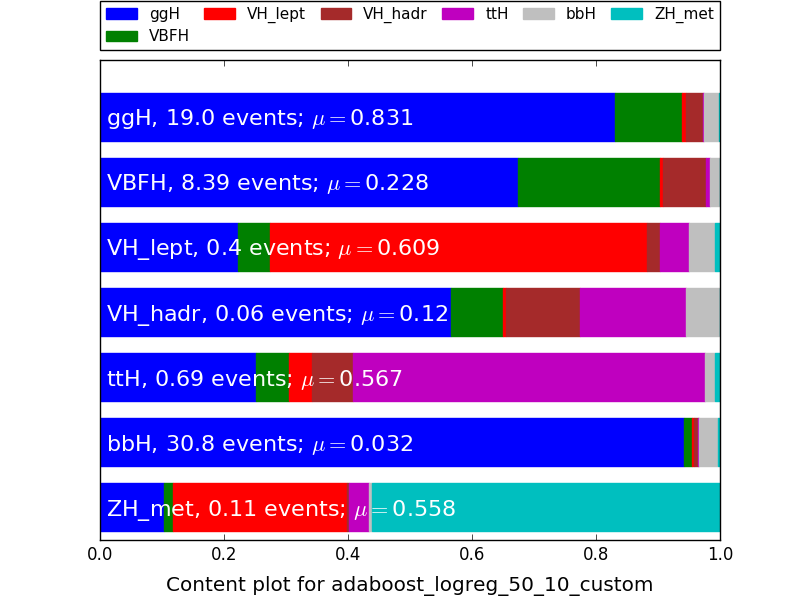 ggH VH_lept VH_hadr ttH bbH ZH_met
VBFH
ggH, 19.0 events; μ = 0.831
VBFH, 8.39 events; μ = 0.228
VH_lept, 0.4 events; μ = 0.609
VH_hadr, 0.06 events; μ = 0.12
ttH, 0.69 events; μ = 0.567
bbH, 30.8 events; μ = 0.032
ZH_met, 0.11 events; μ = 0.558
0.0 0.2 0.4 0.6 0.8 1.0
Content plot for adaboost_logreg_50_10_custom